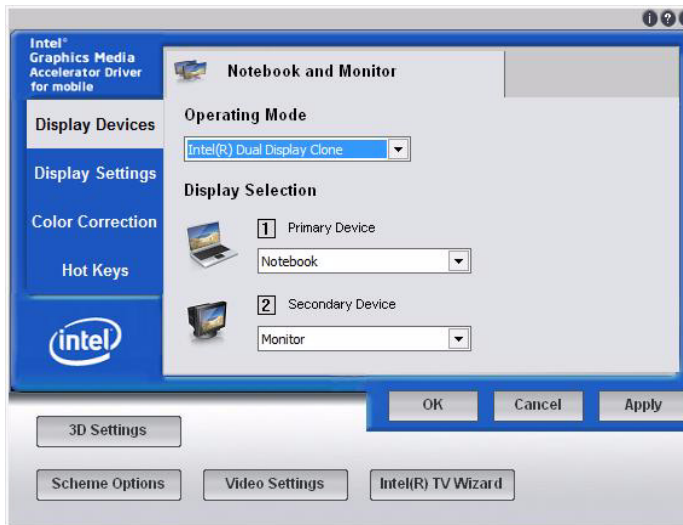 Intel®
Graphics Media
Accelerator Driver
for mobile
Notebook and Monitor
Display Devices
Display Settings
Color Correction
Hot Keys
intel
Operating Mode
Intel(R) Dual Display Clone
Display Selection
1 Primary Device
Notebook
2 Secondary Device
Monitor
OK Cancel Apply
3D Settings
Scheme Options Video Settings Intel(R) TV Wizard